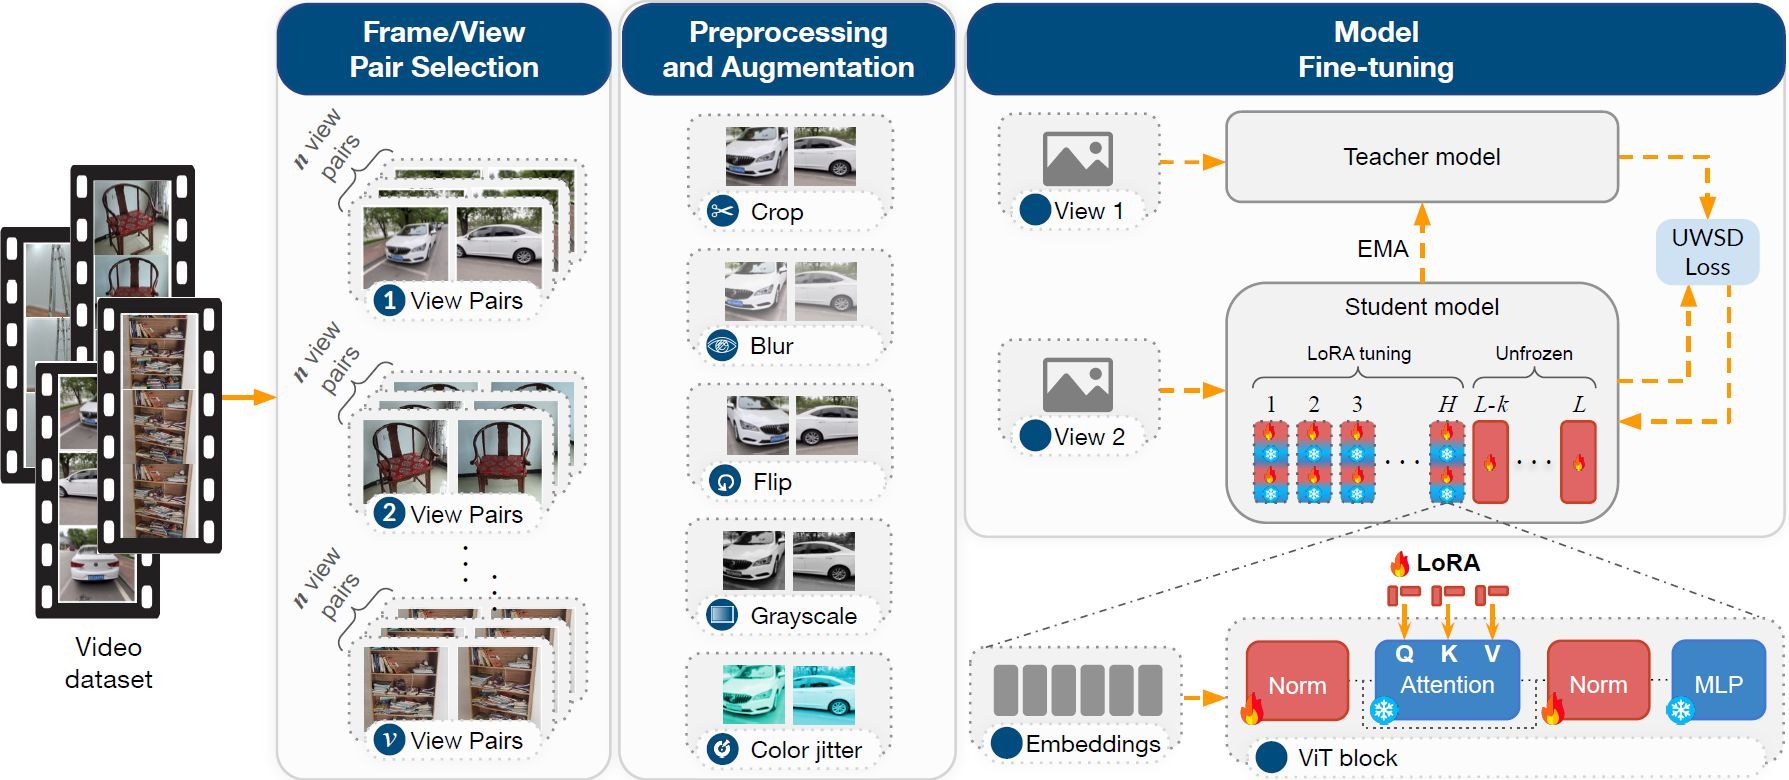 Frame/View
Pair Selection
Preprocessing
and Augmentation
Model
Fine-tuning
Video
dataset
n view
pairs
1 View Pairs
n view
pairs
2 View Pairs
n view
pairs
v View Pairs
Crop
Blur
Flip
Grayscale
Color jitter
View 1
Teacher model
EMA
UWSD
Loss
View 2
Student model
LoRA tuning
Unfrozen
1 2 3 H L-k L
LoRA
Embeddings
Norm
Q K V
Attention
Norm
MLP
ViT block